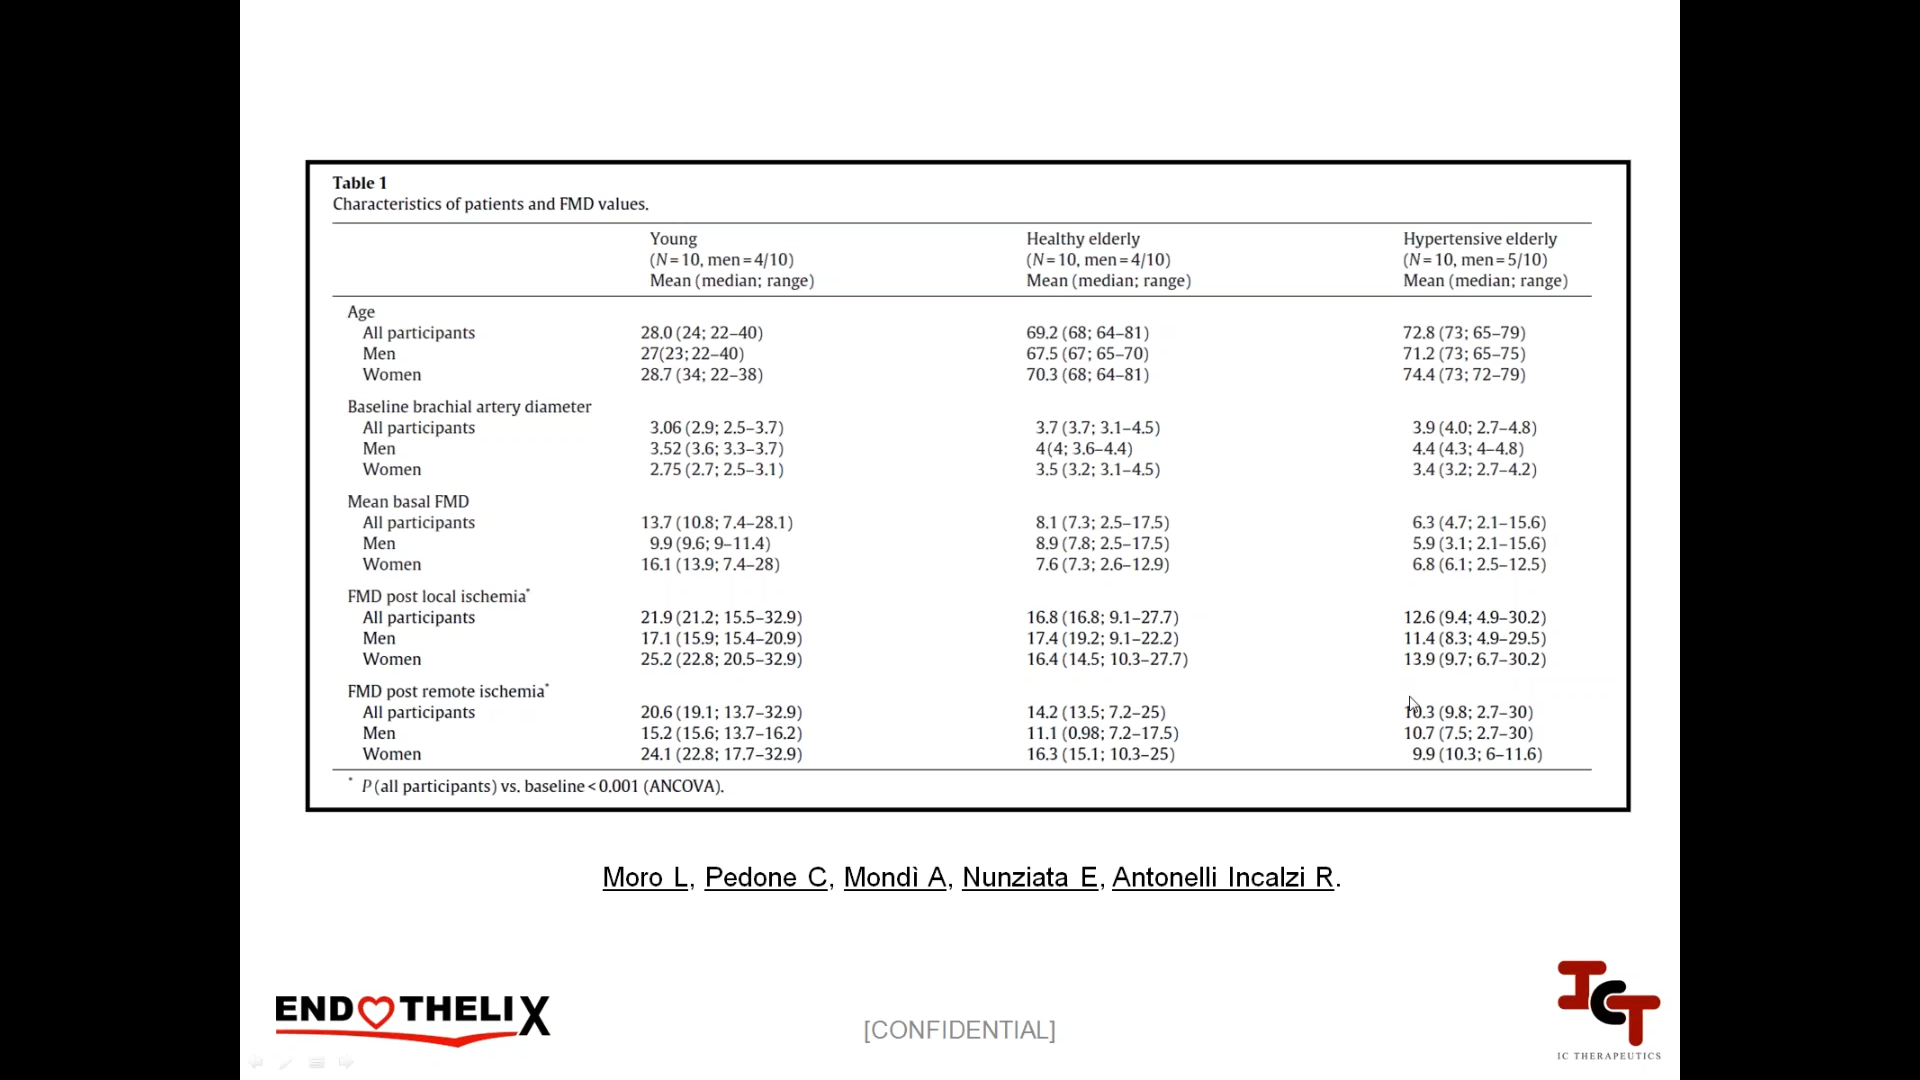 Table 1
Characteristics of patients and FMD values.
Young Healthy elderly Hypertensive elderly
(N=10, men=4/10) (N=10, men=4/10) (N=10, men=5/10)
Mean (median; range) Mean (median; range) Mean (median; range)
Age
All participants 28.0 (24; 22–40) 69.2 (68; 64–81) 72.8 (73; 65–79)
Men 27(23; 22–40) 67.5 (67; 65–70) 71.2 (73; 65–75)
Women 28.7 (34; 22–38) 70.3 (68; 64–81) 74.4 (73; 72–79)
Baseline brachial artery diameter
All participants 3.06 (2.9; 2.5–3.7) 3.7 (3.7; 3.1–4.5) 3.9 (4.0; 2.7–4.8)
Men 3.52 (3.6; 3.3–3.7) 4(4; 3.6–4.4) 4.4 (4.3; 4–4.8)
Women 2.75 (2.7; 2.5–3.1) 3.5 (3.2; 3.1–4.5) 3.4 (3.2; 2.7–4.2)
Mean basal FMD
All participants 13.7 (10.8; 7.4–28.1) 8.1 (7.3; 2.5–17.5) 6.3 (4.7; 2.1–15.6)
Men 9.9 (9.6; 9–11.4) 8.9 (7.8; 2.5–17.5) 5.9 (3.1; 2.1–15.6)
Women 16.1 (13.9; 7.4–28) 7.6 (7.3; 2.6–12.9) 6.8 (6.1; 2.5–12.5)
FMD post local ischemia*
All participants 21.9 (21.2; 15.5–32.9) 16.8 (16.8; 9.1–27.7) 12.6 (9.4; 4.9–30.2)
Men 17.1 (15.9; 15.4–20.9) 17.4 (19.2; 9.1–22.2) 11.4 (8.3; 4.9–29.5)
Women 25.2 (22.8; 20.5–32.9) 16.4 (14.5; 10.3–27.7) 13.9 (9.7; 6.7–30.2)
FMD post remote ischemia*
All participants 20.6 (19.1; 13.7–32.9) 14.2 (13.5; 7.2–25) 10.3 (9.8; 2.7–30)
Men 15.2 (15.6; 13.7–16.2) 11.1 (0.98; 7.2–17.5) 10.7 (7.5; 2.7–30)
Women 24.1 (22.8; 17.7–32.9) 16.3 (15.1; 10.3–25) 9.9 (10.3; 6–11.6)
* P (all participants) vs. baseline < 0.001 (ANCOVA).
Moro L, Pedone C, Mondì A, Nunziata E, Antonelli Incalzi R.
ENDOTHELIX
[CONFIDENTIAL]
ICT
IC THERAPEUTICS